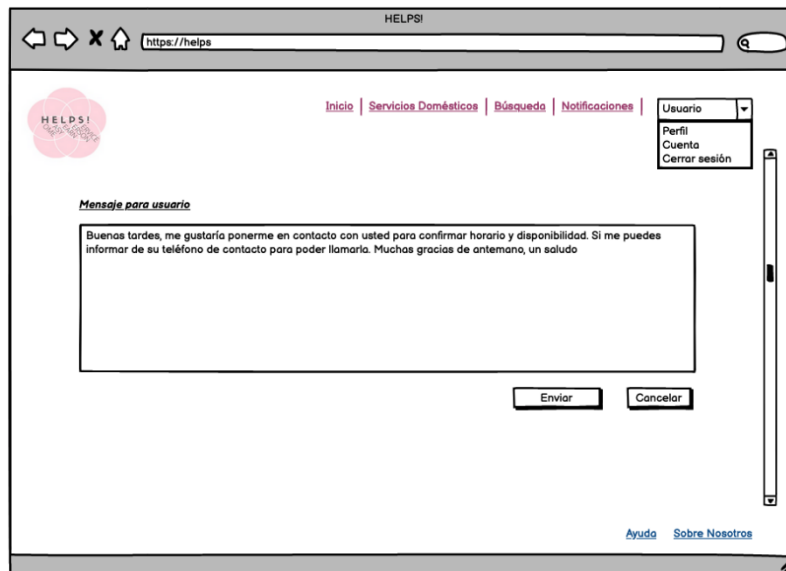 HELPS!
https://helps
HELPS!
Inicio | Servicios Domésticos | Búsqueda | Notificaciones |
Usuario
Perfil
Cuenta
Cerrar sesión
Mensaje para usuario
Buenas tardes, me gustaría ponerme en contacto con usted para confirmar horario y disponibilidad. Si me puedes
informar de su teléfono de contacto para poder llamarla. Muchas gracias de antemano, un saludo
Enviar
Cancelar
Ayuda
Sobre Nosotros